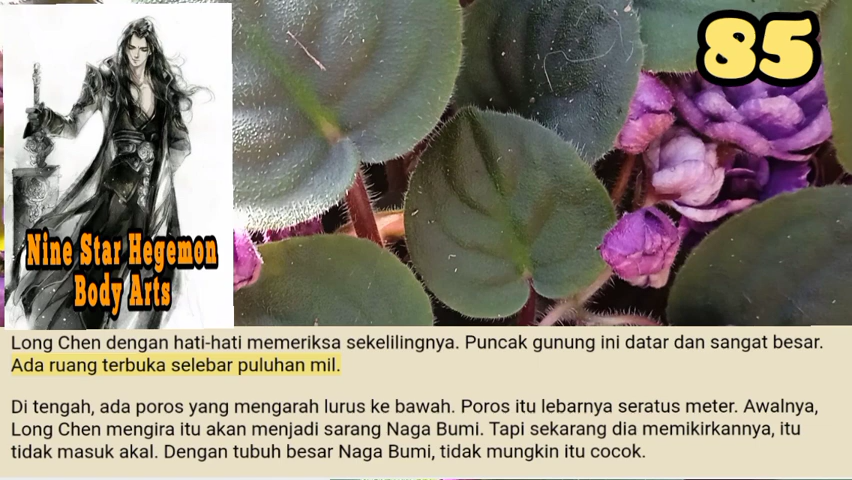 85
Nine Star Hegemon
Body Arts
Long Chen dengan hati-hati memeriksa sekelilingnya. Puncak gunung ini datar dan sangat besar.
Ada ruang terbuka selebar puluhan mil.
Di tengah, ada poros yang mengarah lurus ke bawah. Poros itu lebarnya seratus meter. Awalnya,
Long Chen mengira itu akan menjadi sarang Naga Bumi. Tapi sekarang dia memikirkannya, itu
tidak masuk akal. Dengan tubuh besar Naga Bumi, tidak mungkin itu cocok.